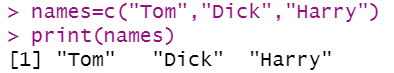 > names=c("Tom","Dick","Harry")
> print(names)
[1] "Tom"   "Dick"  "Harry"